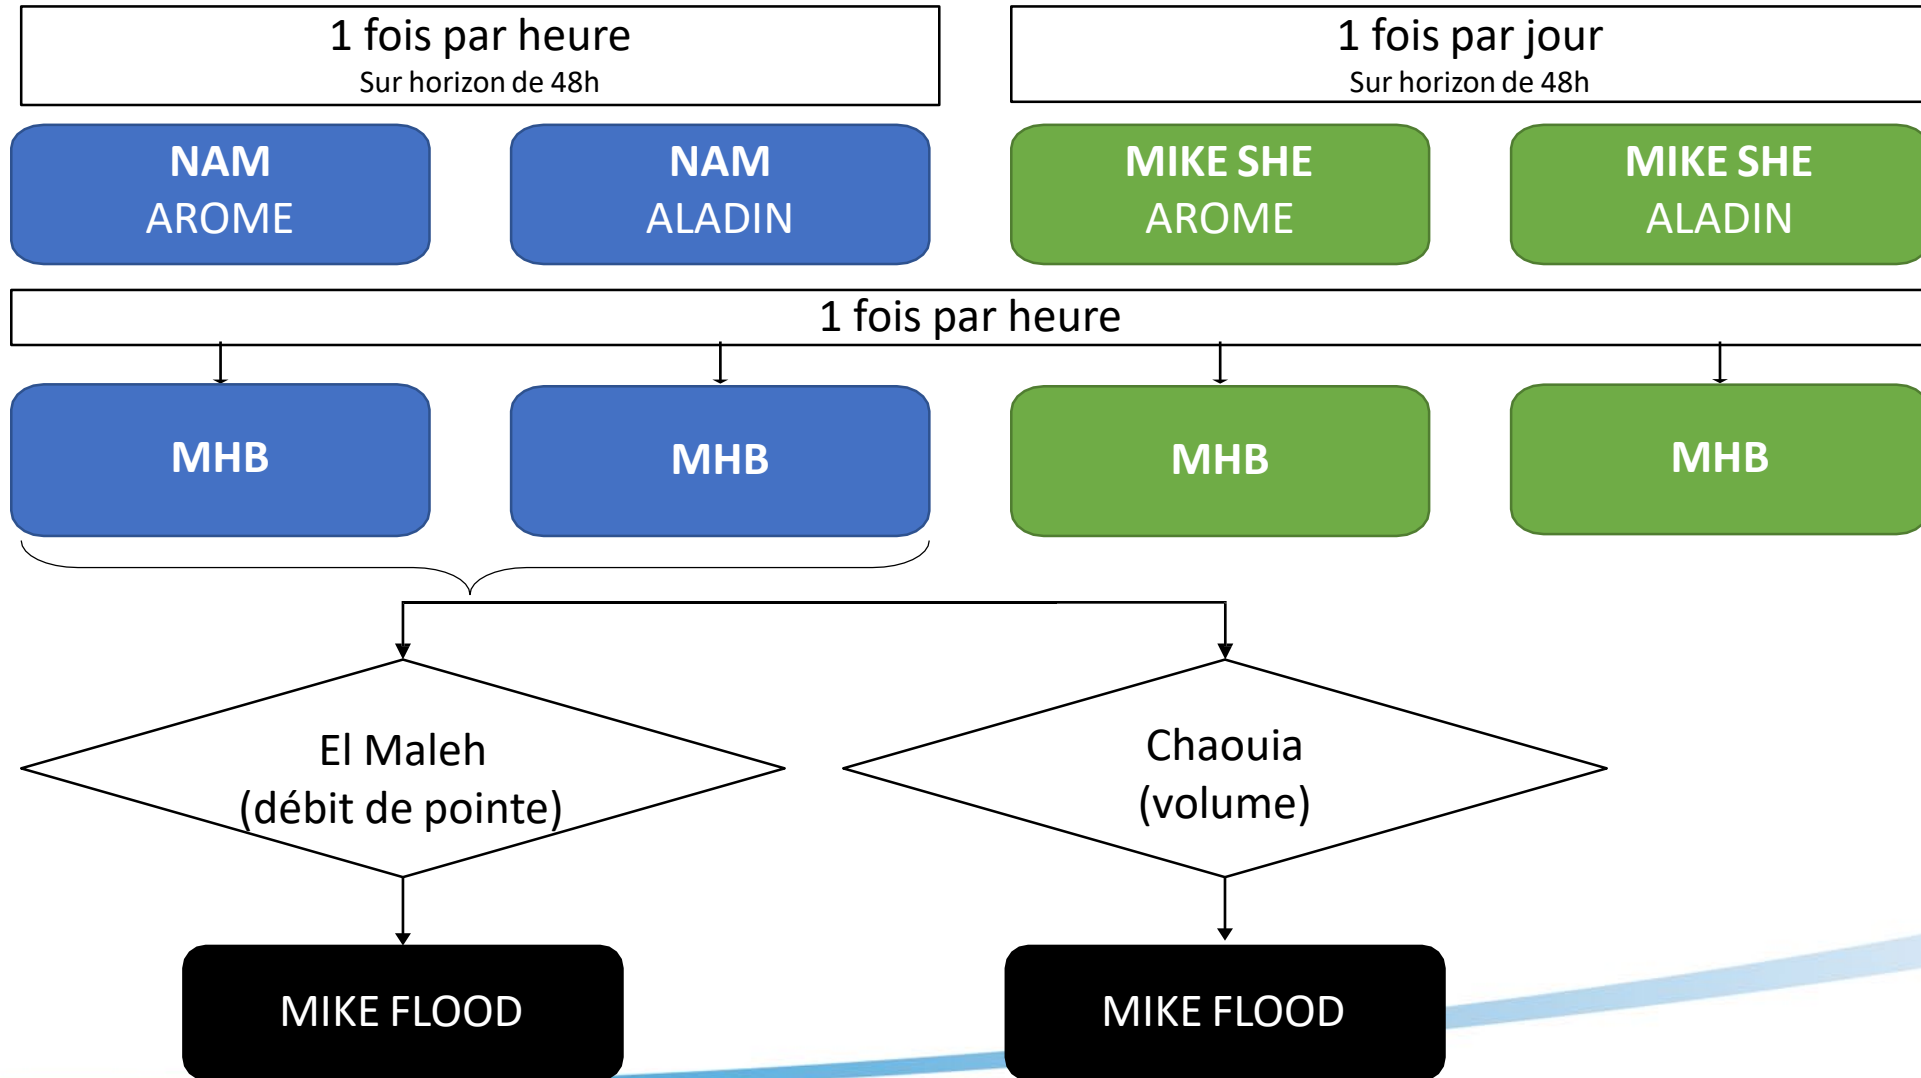 1 fois par heure
Sur horizon de 48h
1 fois par jour
Sur horizon de 48h
NAM
AROME
NAM
ALADIN
MIKE SHE
AROME
MIKE SHE
ALADIN
1 fois par heure
MHB
MHB
MHB
MHB
El Maleh
(débit de pointe)
Chaouia
(volume)
MIKE FLOOD
MIKE FLOOD